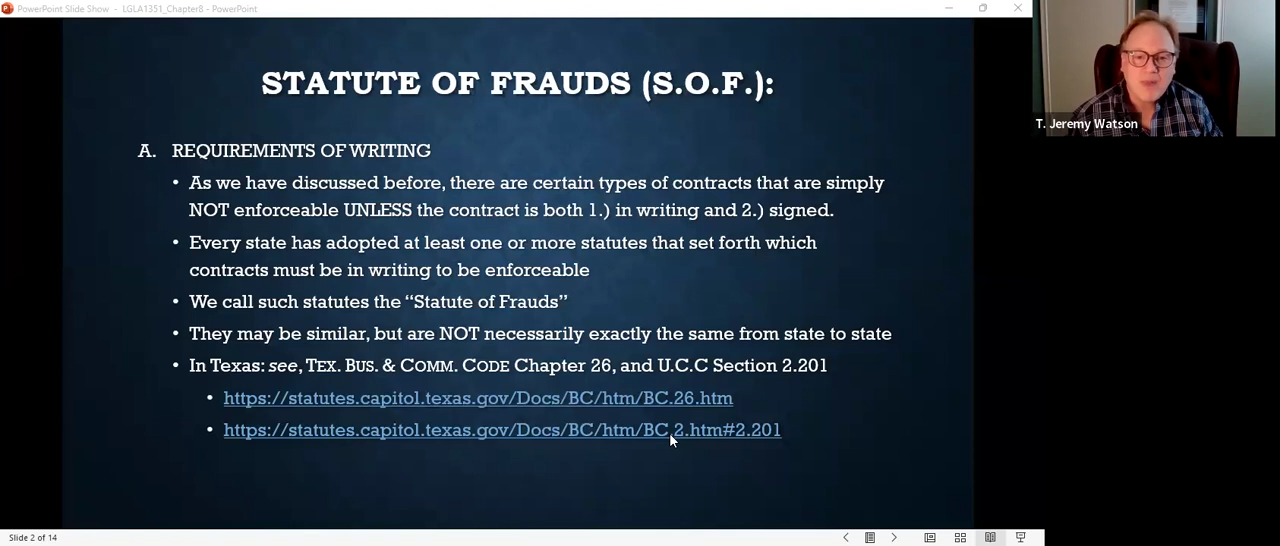 PowerPoint Slide Show - LGLA1351_Chapter8 - PowerPoint
STATUTE OF FRAUDS (S.O.F.):
A. REQUIREMENTS OF WRITING
• As we have discussed before, there are certain types of contracts that are simply
NOT enforceable UNLESS the contract is both 1.) in writing and 2.) signed.
• Every state has adopted at least one or more statutes that set forth which
contracts must be in writing to be enforceable
• We call such statutes the “Statute of Frauds”
• They may be similar, but are NOT necessarily exactly the same from state to state
• In Texas: see, TEX. BUS. & COMM. CODE Chapter 26, and U.C.C Section 2.201
• https://statutes.capitol.texas.gov/Docs/BC/htm/BC.26.htm
• https://statutes.capitol.texas.gov/Docs/BC/htm/BC.2.htm#2.201
T. Jeremy Watson
Slide 2 of 14